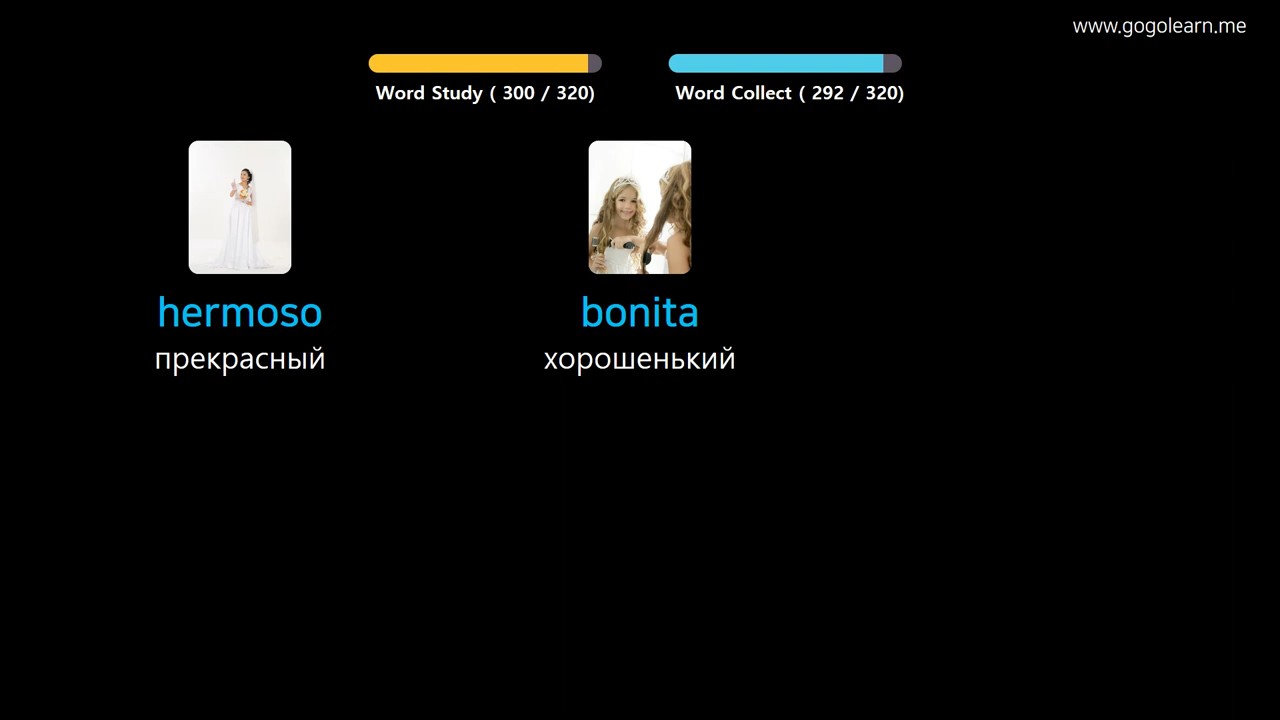 www.gogolearn.me
Word Study ( 300 / 320)
Word Collect ( 292 / 320)
hermoso
bonita
прекрасный
хорошенький